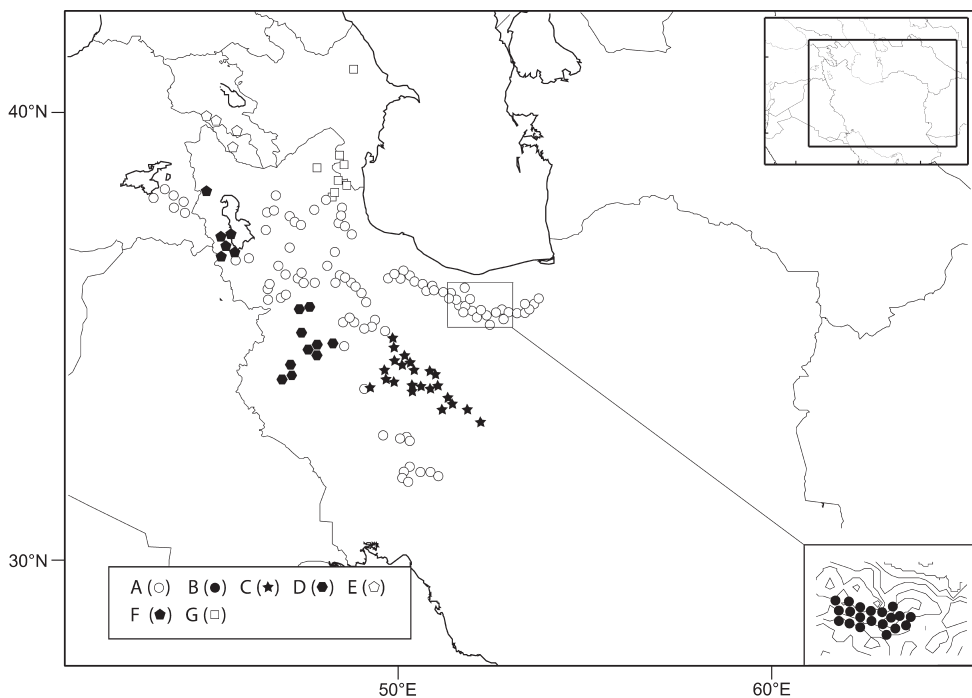 40°N
30°N
A (○) B (●) C (★) D (⬢) E (⬠)
F (⬟) G (□)
50°E 60°E